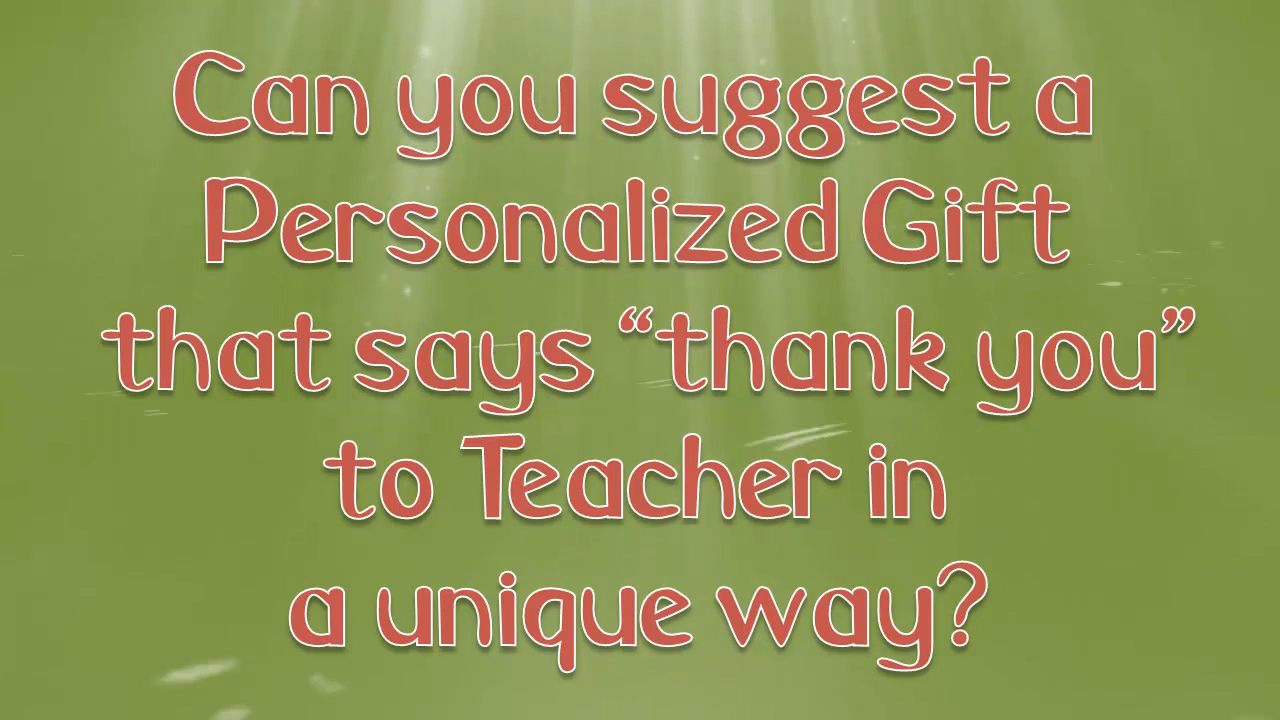 Can you suggest a
Personalized Gift
that says “thank you”
to Teacher in
a unique way?